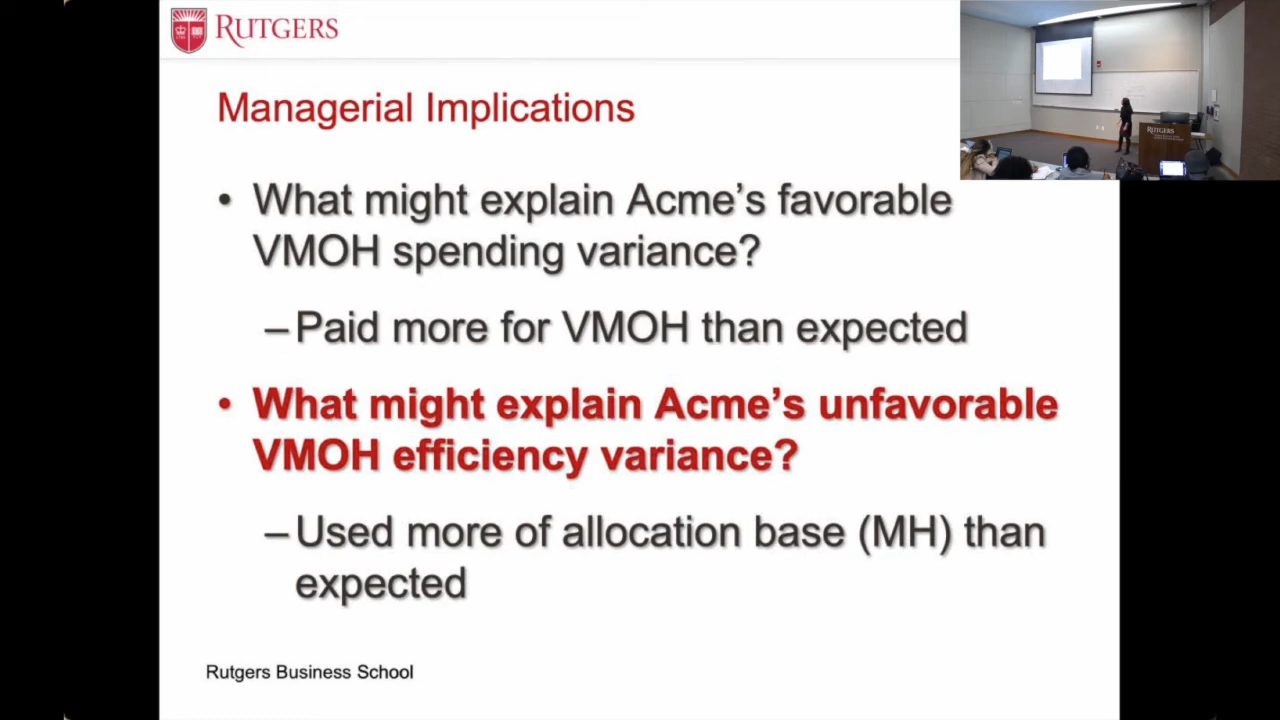 RUTGERS
Managerial Implications
• What might explain Acme's favorable
VMOH spending variance?
– Paid more for VMOH than expected
• What might explain Acme's unfavorable
VMOH efficiency variance?
– Used more of allocation base (MH) than
expected
Rutgers Business School
RUTGERS